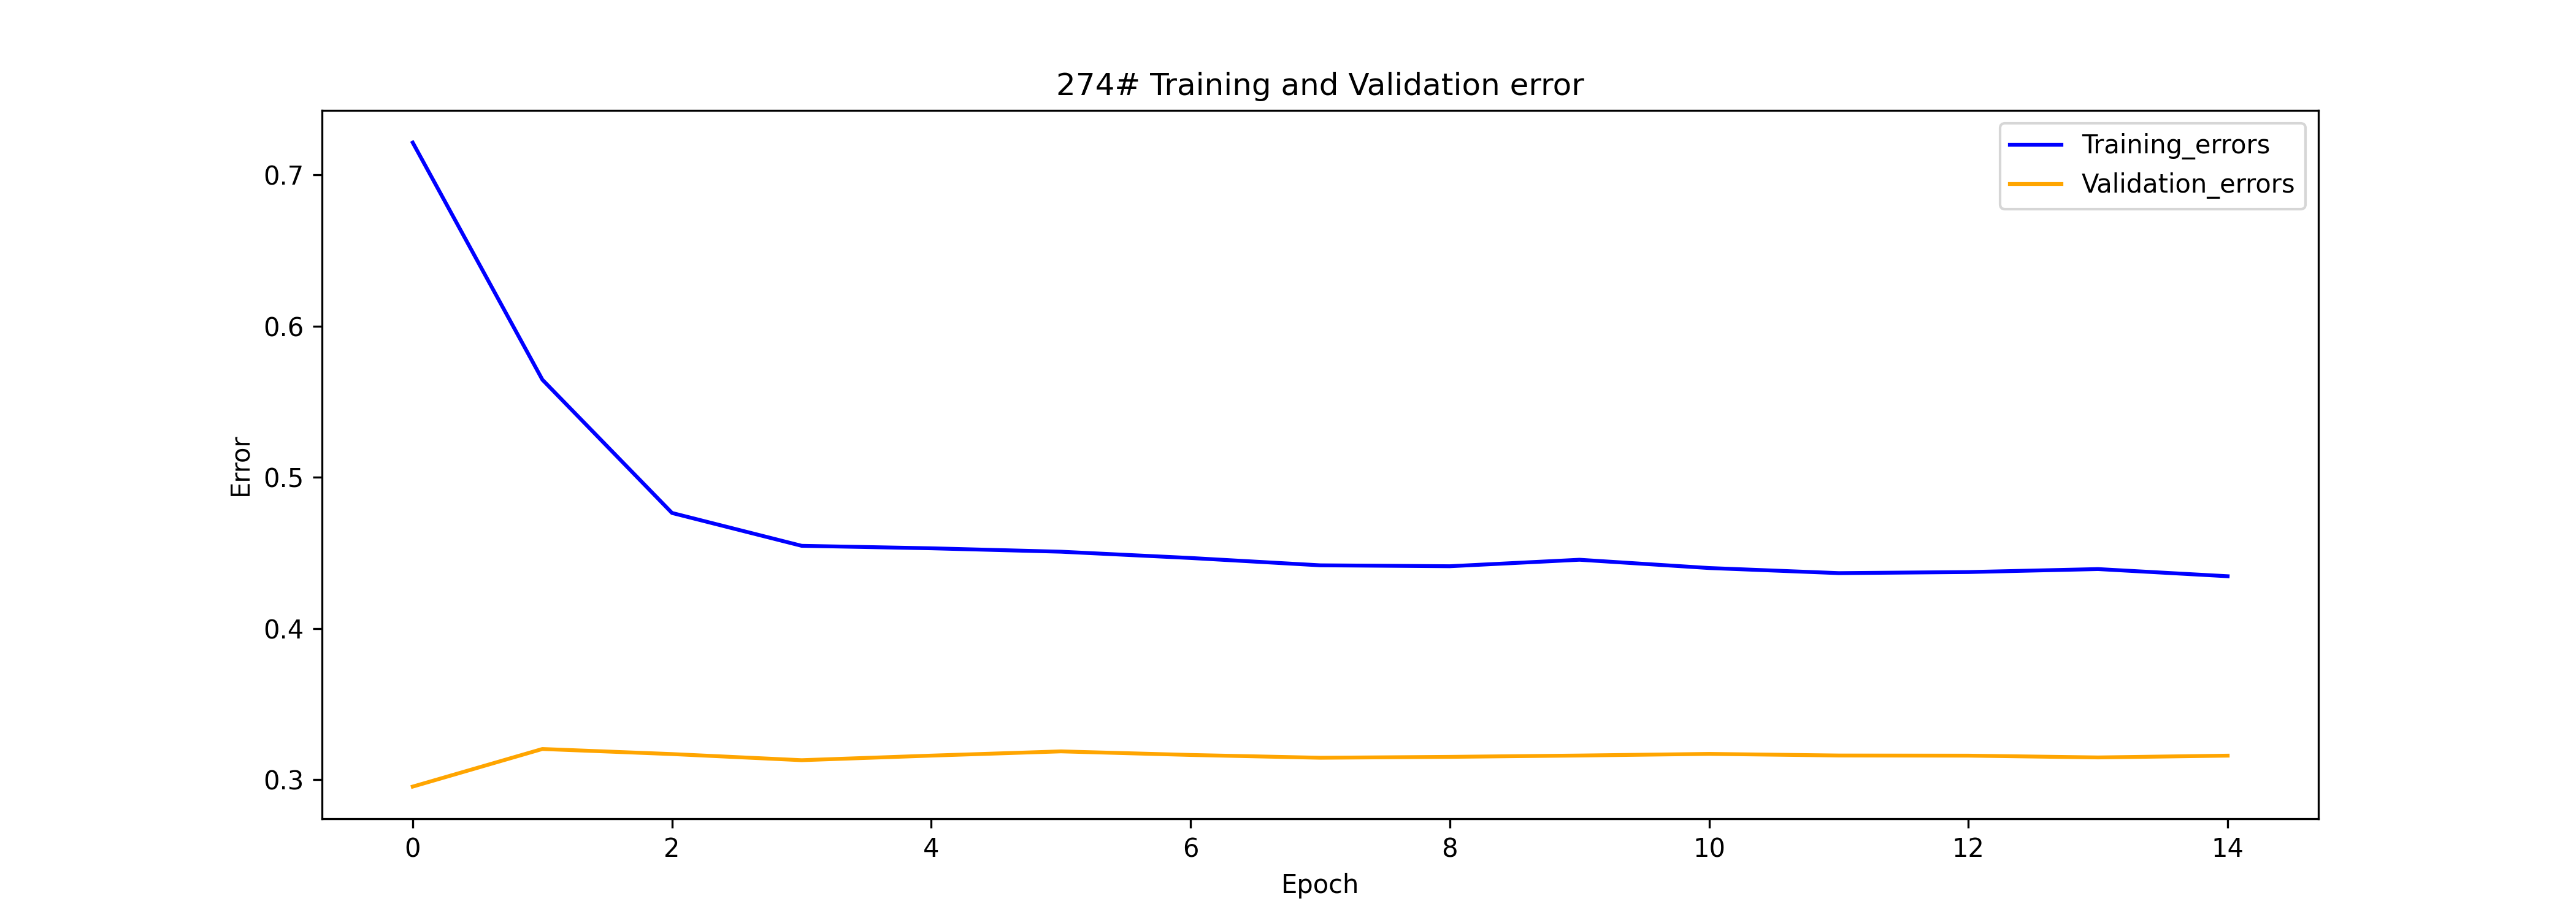 274# Training and Validation error
Training_errors
Validation_errors
Error
0.7
0.6
0.5
0.4
0.3
0 2 4 6 8 10 12 14
Epoch